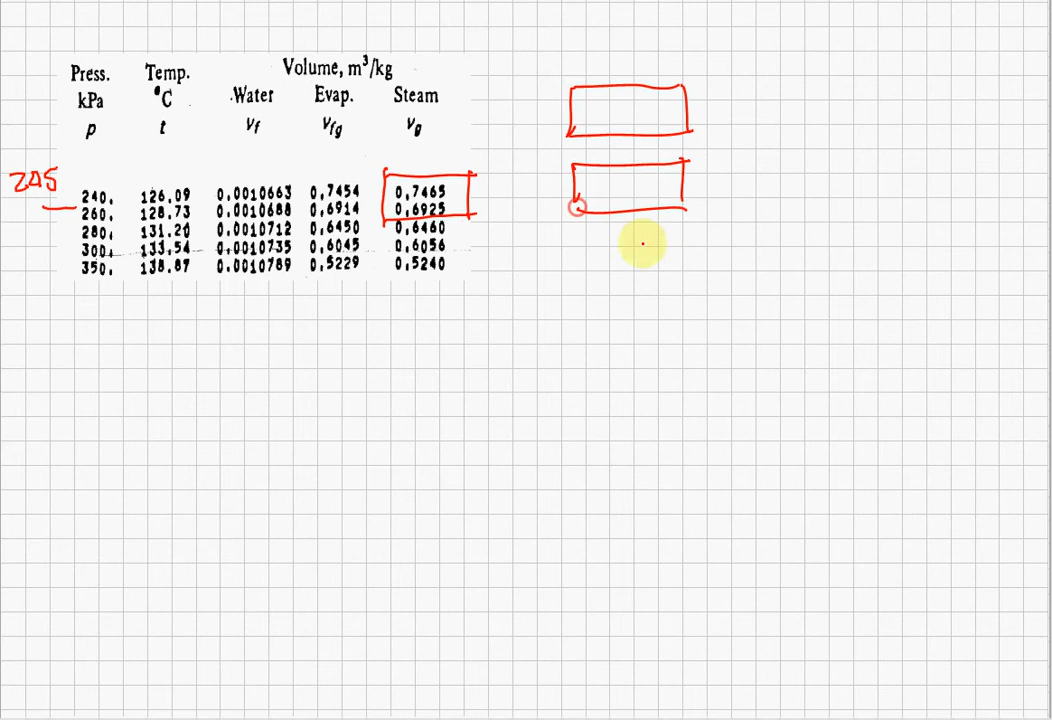 Volume, m³/kg
Press. Temp.
kPa °C Water Evap. Steam
p t vf vfg vg
245
240. 126.09 0.0010663 0.7454 0.7465
260. 128.73 0.0010688 0.6914 0.6925
280. 131.20 0.0010712 0.6450 0.6460
300. 133.54 0.0010735 0.6045 0.6056
350. 138.87 0.0010789 0.5229 0.5240